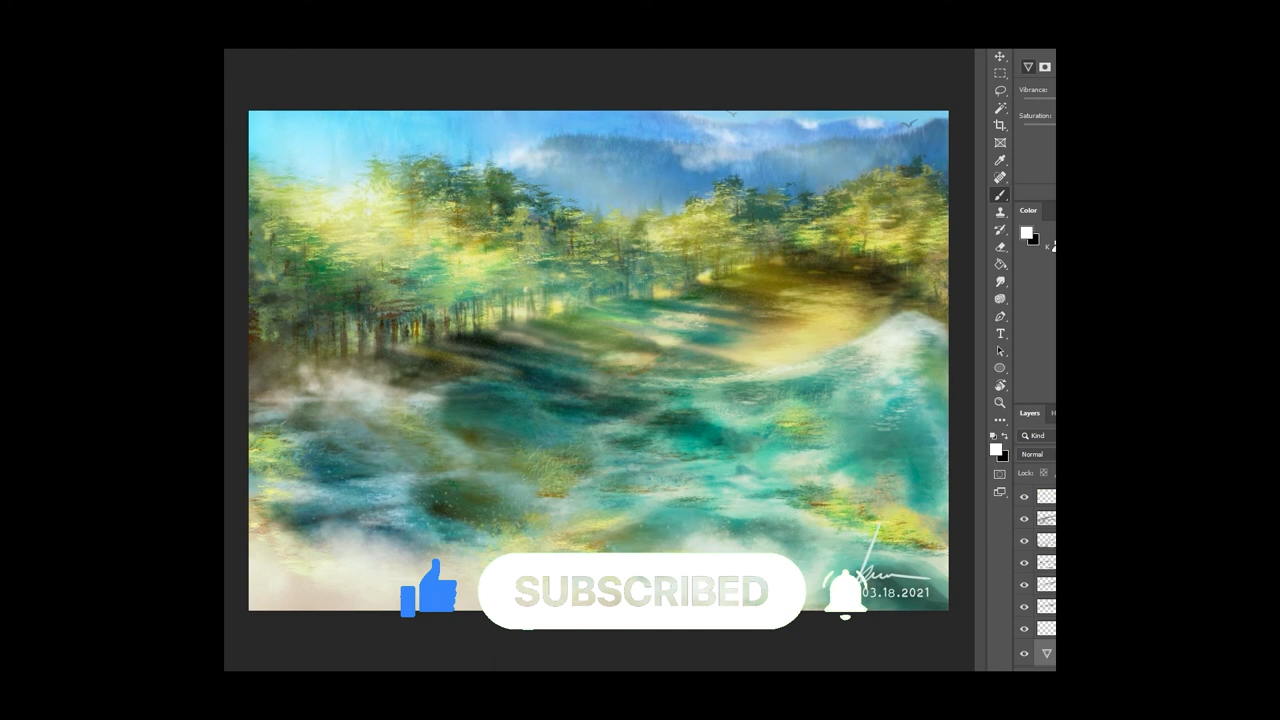 Vibrance:
Saturation:
Color
K
Layers
H
Kind
Normal
Lock:
SUBSCRIBED
03.18.2021